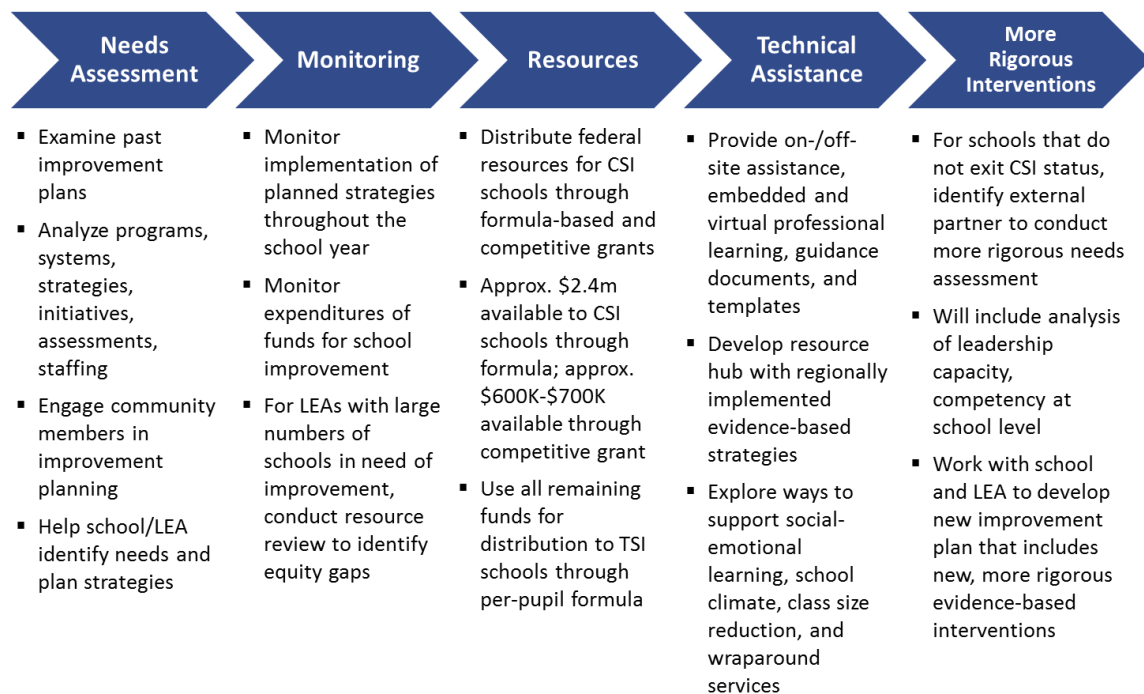 Needs
Assessment
▪ Examine past
improvement
plans
▪ Analyze programs,
systems,
strategies,
initiatives,
assessments,
staffing
▪ Engage community
members in
improvement
planning
▪ Help school/LEA
identify needs and
plan strategies
Monitoring
▪ Monitor
implementation of
planned strategies
throughout the
school year
▪ Monitor
expenditures of
funds for school
improvement
▪ For LEAs with large
numbers of
schools in need of
improvement,
conduct resource
review to identify
equity gaps
Resources
▪ Distribute federal
resources for CSI
schools through
formula-based and
competitive grants
▪ Approx. $2.4m
available to CSI
schools through
formula; approx.
$600K-$700K
available through
competitive grant
▪ Use all remaining
funds for
distribution to TSI
schools through
per-pupil formula
Technical
Assistance
▪ Provide on-/off-
site assistance,
embedded and
virtual professional
learning, guidance
documents, and
templates
▪ Develop resource
hub with regionally
implemented
evidence-based
strategies
▪ Explore ways to
support social-
emotional
learning, school
climate, class size
reduction, and
wraparound
services
More
Rigorous
Interventions
▪ For schools that do
not exit CSI status,
identify external
partner to conduct
more rigorous needs
assessment
▪ Will include analysis
of leadership
capacity,
competency at
school level
▪ Work with school
and LEA to develop
new improvement
plan that includes
new, more rigorous
evidence-based
interventions